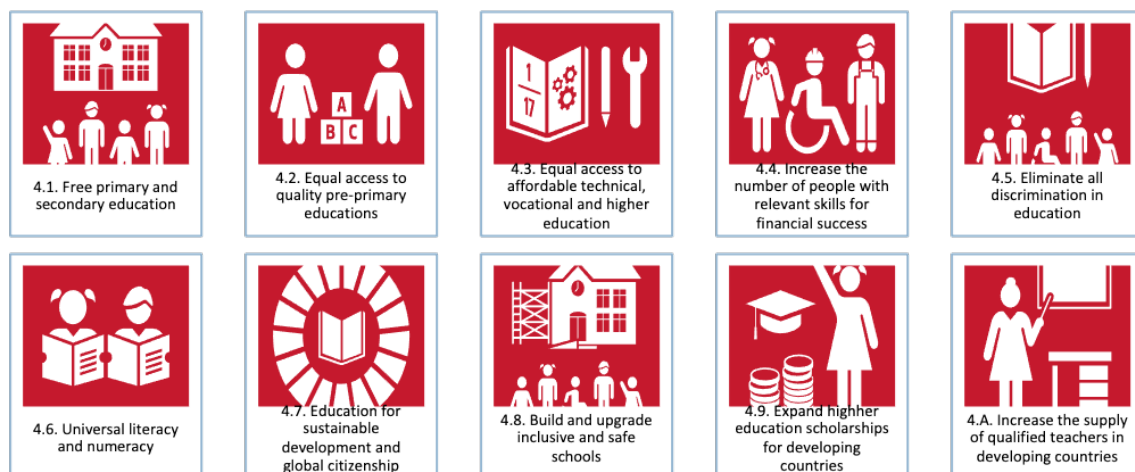 4.1. Free primary and
secondary education
A
B C
4.2. Equal access to
quality pre-primary
educations
1
17
4.3. Equal access to
affordable technical,
vocational and higher
education
4.4. Increase the
number of people with
relevant skills for
financial success
4.5. Eliminate all
discrimination in
education
4.6. Universal literacy
and numeracy
4.7. Education for
sustainable
development and
global citizenship
4.8. Build and upgrade
inclusive and safe
schools
4.9. Expand highher
education scholarships
for developing
countries
4.A. Increase the supply
of qualified teachers in
developing countries